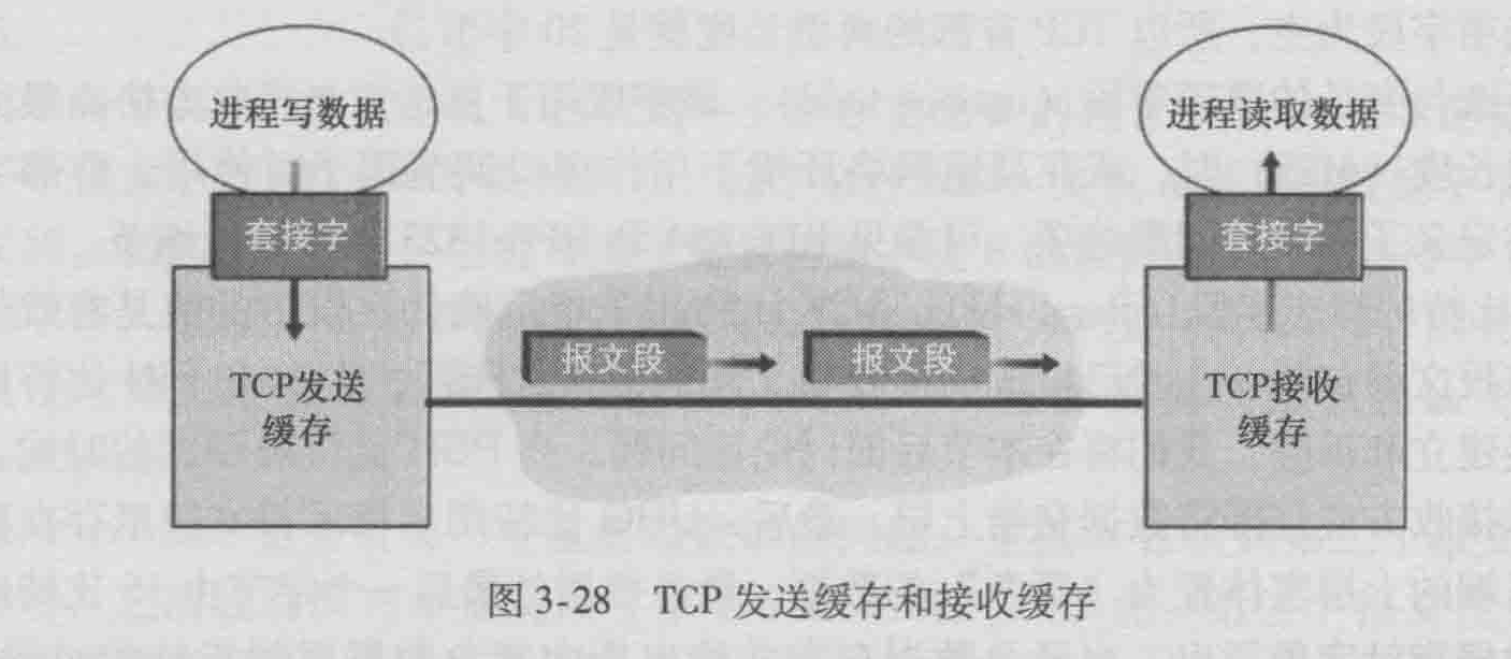 进程写数据
进程读取数据
套接字
套接字
报文段
报文段
TCP发送
缓存
TCP接收
缓存
图 3-28 TCP 发送缓存和接收缓存